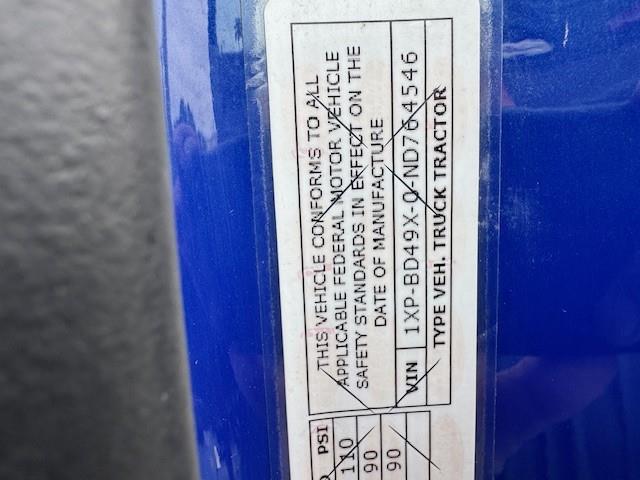 THIS VEHICLE CONFORMS TO ALL
APPLICABLE FEDERAL MOTOR VEHICLE
SAFETY STANDARDS IN EFFECT ON THE
DATE OF MANUFACTURE
VIN 1XP-BD49X-0-ND764546
TYPE VEH. TRUCK TRACTOR
PSI
110
90
90